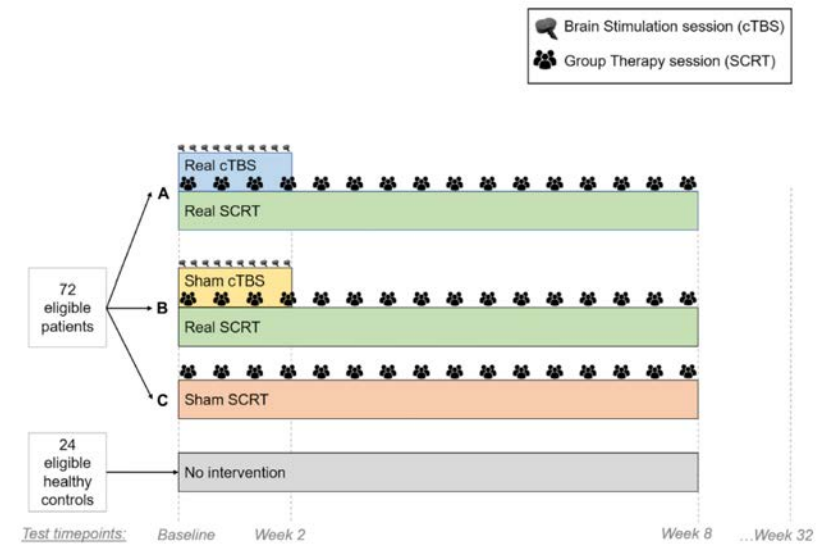 Brain Stimulation session (cTBS)
Group Therapy session (SCRT)
Real cTBS
A
Real SCRT
Sham cTBS
72
eligible
patients
B
Real SCRT
C
Sham SCRT
24
eligible
healthy
controls
No intervention
Test timepoints: Baseline Week 2 Week 8 ...Week 32